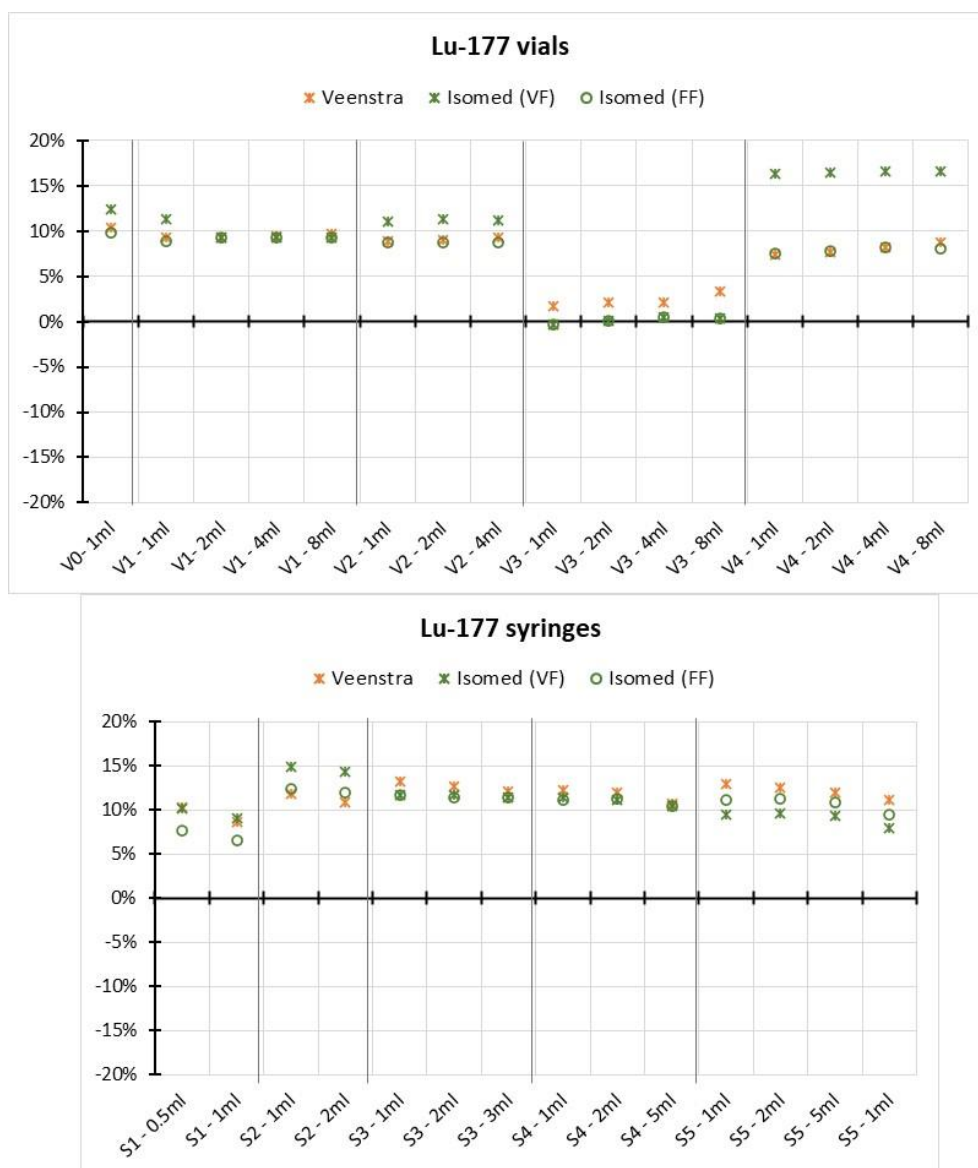 Lu-177 vials
Veenstra Isomed (VF) Isomed (FF)
20%
15%
10%
5%
0%
-5%
-10%
-15%
-20%
V0 - 1ml
V1 - 1ml
V1 - 2ml
V1 - 4ml
V1 - 8ml
V2 - 1ml
V2 - 2ml
V2 - 4ml
V3 - 1ml
V3 - 2ml
V3 - 4ml
V3 - 8ml
V4 - 1ml
V4 - 2ml
V4 - 4ml
V4 - 8ml
Lu-177 syringes
Veenstra Isomed (VF) Isomed (FF)
20%
15%
10%
5%
0%
-5%
-10%
-15%
-20%
S1 - 0.5ml
S1 - 1ml
S2 - 1ml
S2 - 2ml
S3 - 1ml
S3 - 2ml
S3 - 3ml
S4 - 1ml
S4 - 2ml
S4 - 5ml
S5 - 1ml
S5 - 2ml
S5 - 5ml
S5 - 1ml